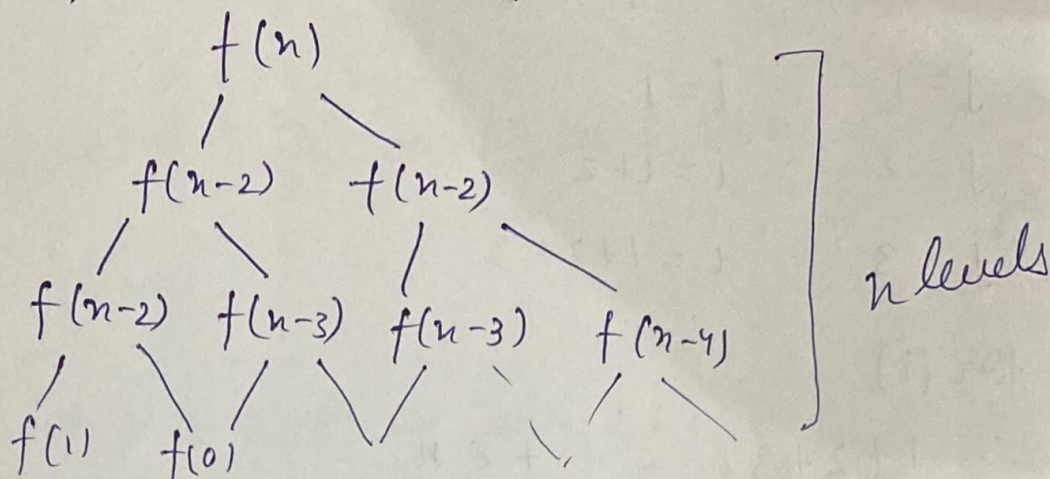 f(n)
f(n-2) f(n-2)
f(n-2) f(n-3) f(n-3) f(n-4)
n levels
f(1) f(0)